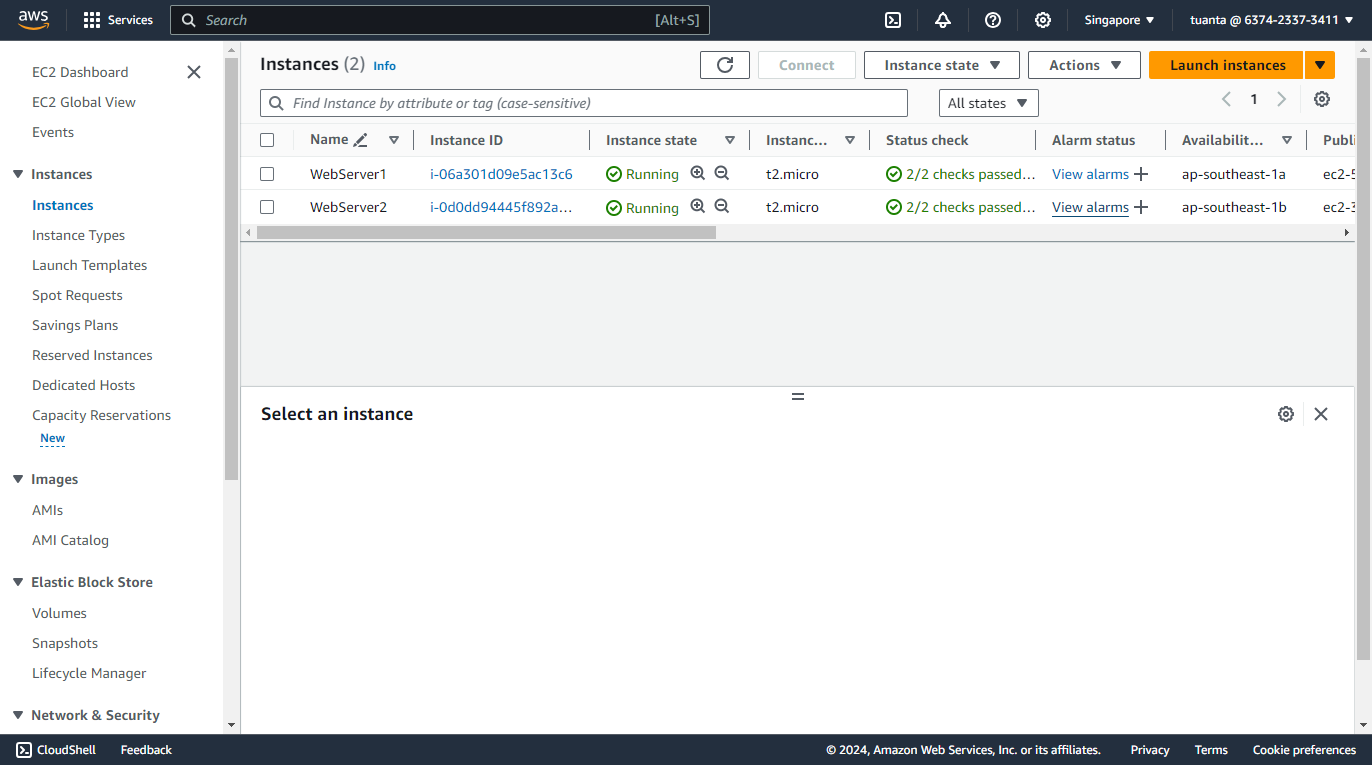 aws Services Search [Alt+S] Singapore tuanta @ 6374-2337-3411
EC2 Dashboard
EC2 Global View
Events
Instances
Instances
Instance Types
Launch Templates
Spot Requests
Savings Plans
Reserved Instances
Dedicated Hosts
Capacity Reservations
New
Images
AMIs
AMI Catalog
Elastic Block Store
Volumes
Snapshots
Lifecycle Manager
Network & Security
Instances (2) Info Connect Instance state Actions Launch instances
Find Instance by attribute or tag (case-sensitive) All states 1
Name Instance ID Instance state Instanc... Status check Alarm status Availabilit... Publi
WebServer1 i-06a301d09e5ac13c6 Running t2.micro 2/2 checks passed... View alarms ap-southeast-1a ec2-5
WebServer2 i-0d0dd94445f892a... Running t2.micro 2/2 checks passed... View alarms ap-southeast-1b ec2-3
Select an instance
CloudShell Feedback © 2024, Amazon Web Services, Inc. or its affiliates. Privacy Terms Cookie preferences